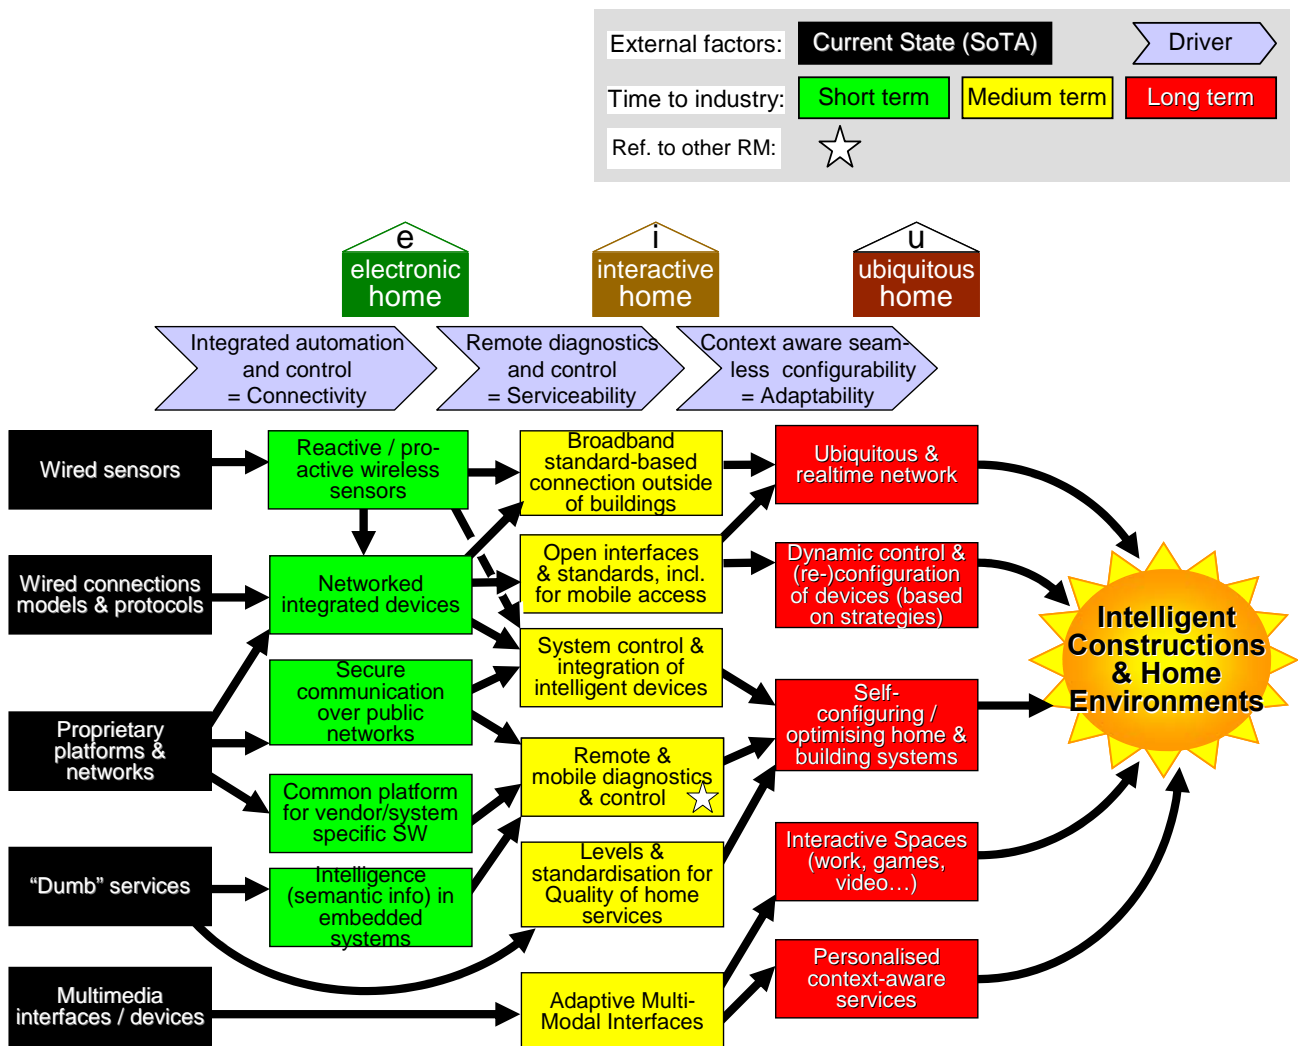 External factors:
Current State (SoTA)
Driver
Time to industry:
Short term
Medium term
Long term
Ref. to other RM:
e
electronic
home
i
interactive
home
u
ubiquitous
home
Integrated automation
and control
= Connectivity
Remote diagnostics
and control
= Serviceability
Context aware seam-
less configurability
= Adaptability
Wired sensors
Reactive / pro-
active wireless
sensors
Broadband
standard-based
connection outside
of buildings
Ubiquitous &
realtime network
Wired connections
models & protocols
Networked
integrated devices
Open interfaces
& standards, incl.
for mobile access
Dynamic control &
(re-)configuration
of devices (based
on strategies)
Intelligent
Constructions
& Home
Environments
System control &
integration of
intelligent devices
Secure
communication
over public
networks
Self-
configuring /
optimising home &
building systems
Proprietary
platforms &
networks
Remote &
mobile diagnostics
& control
Common platform
for vendor/system
specific SW
Interactive Spaces
(work, games,
video…)
Levels &
standardisation for
Quality of home
services
“Dumb” services
Intelligence
(semantic info) in
embedded
systems
Personalised
context-aware
services
Multimedia
interfaces / devices
Adaptive Multi-
Modal Interfaces